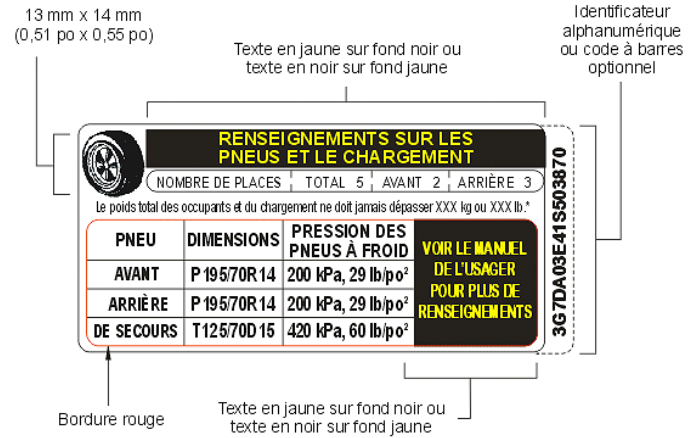 13 mm x 14 mm
(0,51 po x 0,55 po)
Texte en jaune sur fond noir ou
texte en noir sur fond jaune
Identificateur
alphanumérique
ou code à barres
optionnel
RENSEIGNEMENTS SUR LES
PNEUS ET LE CHARGEMENT
NOMBRE DE PLACES TOTAL 5 AVANT 2 ARRIÈRE 3
Le poids total des occupants et du chargement ne doit jamais dépasser XXX kg ou XXX lb.*
PNEU DIMENSIONS PRESSION DES
PNEUS À FROID
AVANT P195/70R14 200 kPa, 29 lb/po²
ARRIÈRE P195/70R14 200 kPa, 29 lb/po²
DE SECOURS T125/70D15 420 kPa, 60 lb/po²
VOIR LE MANUEL
DE L'USAGER
POUR PLUS DE
RENSEIGNEMENTS
3G7DA03E41S503870
Bordure rouge
Texte en jaune sur fond noir ou
texte en noir sur fond jaune